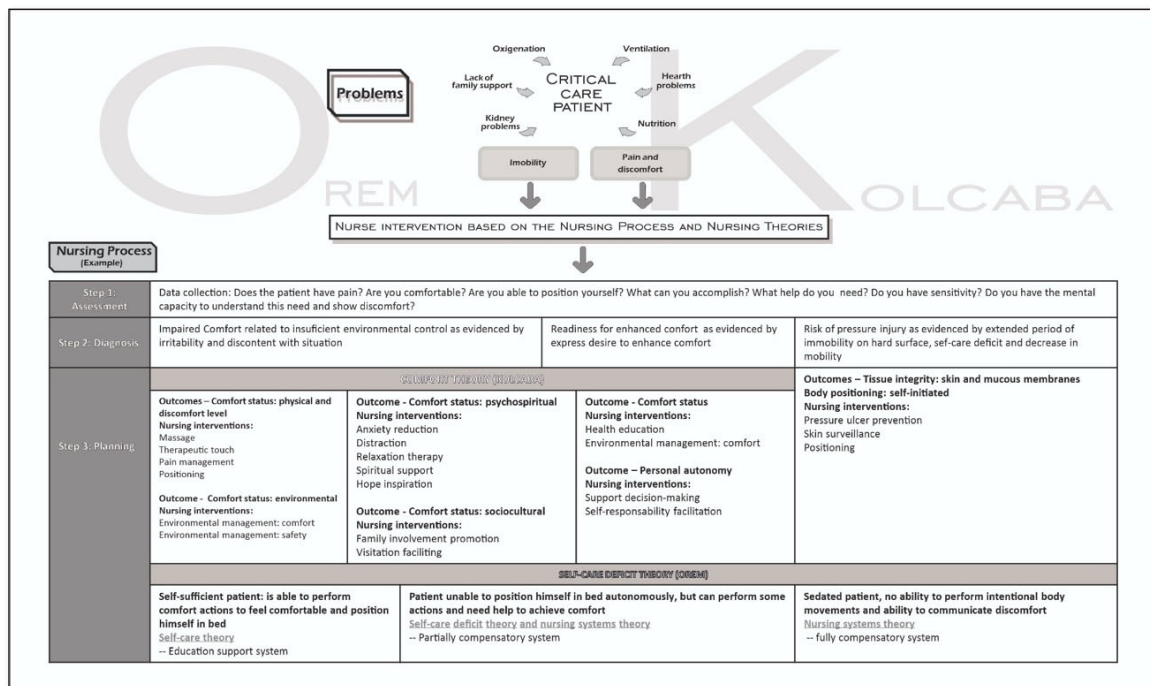 Problems
Oxigenation
Ventilation
Lack of
family support
CRITICAL
CARE
PATIENT
Hearth
problems
Kidney
problems
Nutrition
Imobility
Pain and
discomfort
OREM
KOLCABA
NURSE INTERVENTION BASED ON THE NURSING PROCESS AND NURSING THEORIES
Nursing Process
(Example)
Step 1:
Assessment
Data collection: Does the patient have pain? Are you comfortable? Are you able to position yourself? What can you accomplish? What help do you need? Do you have sensitivity? Do you have the mental
capacity to understand this need and show discomfort?
Step 2: Diagnosis
Impaired Comfort related to insuficient environmental control as evidenced by
irritability and discontent with situation
Readiness for enhanced confort as evidenced by
express desire to enhance comfort
Risk of pressure injury as evidenced by extended period of
immobility on hard surface, sef-care deficit and decrease in
mobility
Step 3: Planning
COMFORT THEORY (KOLCABA)
Outcomes – Comfort status: physical and
discomfort level
Nursing interventions:
Massage
Therapeutic touch
Pain management
Positioning
Outcome - Comfort status: environmental
Nursing interventions:
Environmental management: comfort
Environmental management: safety
Outcome - Comfort status: psychospiritual
Nursing interventions:
Anxiety reduction
Distraction
Relaxation therapy
Spiritual support
Hope inspiration
Outcome - Comfort status: sociocultural
Nursing interventions:
Family involvement promotion
Visitation faciliting
Outcome - Comfort status
Nursing interventions:
Health education
Environmental management: comfort
Outcome – Personal autonomy
Nursing interventions:
Support decision-making
Self-responsability facilitation
Outcomes – Tissue integrity: skin and mucous membranes
Body positioning: self-initiated
Nursing interventions:
Pressure ulcer prevention
Skin surveillance
Positioning
SELF-CARE DEFICIT THEORY (OREM)
Self-sufficient patient: is able to perform
comfort actions to feel comfortable and position
himself in bed
Self-care theory
-- Education support system
Patient unable to position himself in bed autonomously, but can perform some
actions and need help to achieve comfort
Self-care deficit theory and nursing systems theory
-- Partially compensatory system
Sedated patient, no ability to perform intentional body
movements and ability to communicate discomfort
Nursing systems theory
-- fully compensatory system